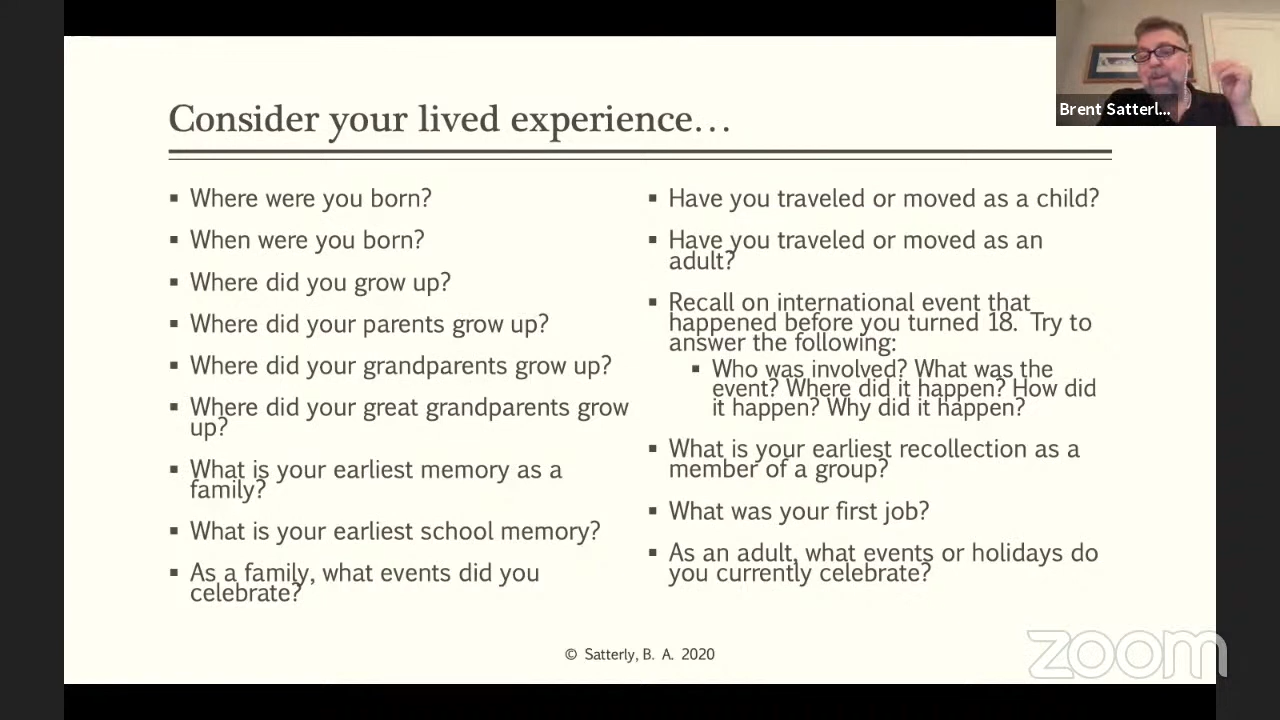 Consider your lived experience…
▪ Where were you born?
▪ When were you born?
▪ Where did you grow up?
▪ Where did your parents grow up?
▪ Where did your grandparents grow up?
▪ Where did your great grandparents grow
up?
▪ What is your earliest memory as a
family?
▪ What is your earliest school memory?
▪ As a family, what events did you
celebrate?
▪ Have you traveled or moved as a child?
▪ Have you traveled or moved as an
adult?
▪ Recall on international event that
happened before you turned 18. Try to
answer the following:
▪ Who was involved? What was the
event? Where did it happen? How did
it happen? Why did it happen?
▪ What is your earliest recollection as a
member of a group?
▪ What was your first job?
▪ As an adult, what events or holidays do
you currently celebrate?
© Satterly, B. A. 2020
Brent Satterl...
zoom